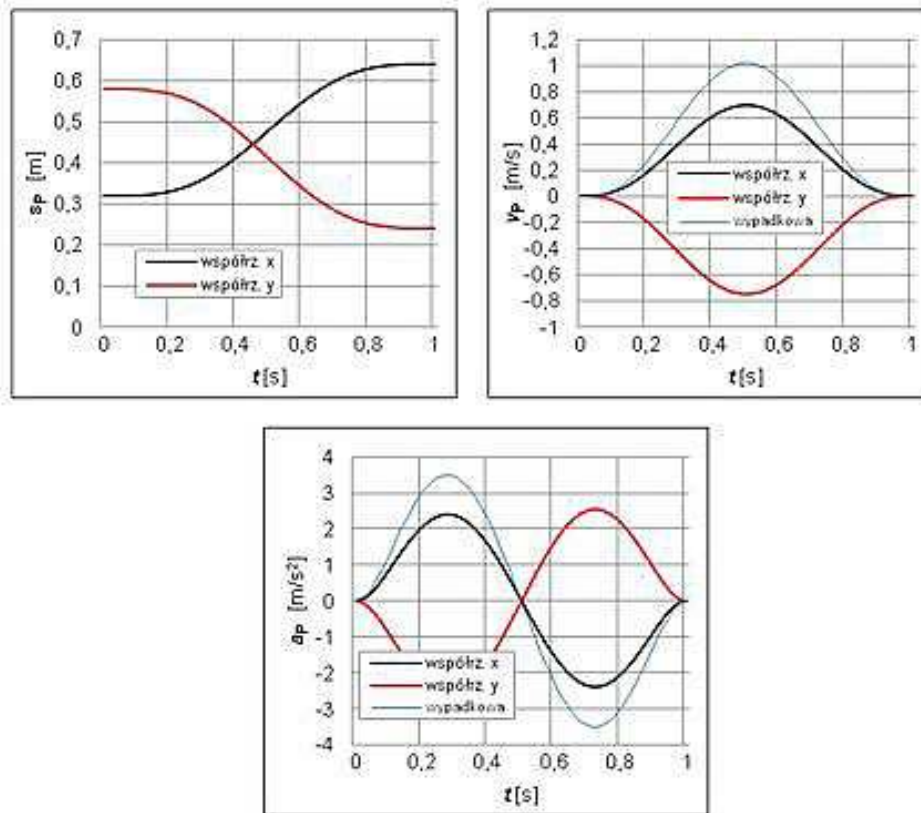 0,7
0,6
0,5
0,4
0,3
0,2
0,1
0
s_P [m]
współrz. x
współrz. y
0 0,2 0,4 0,6 0,8 1
t [s]
1,2
1
0,8
0,6
0,4
0,2
0
-0,2
-0,4
-0,6
-0,8
-1
v_P [m/s]
współrz. x
współrz. y
wypadkowa
0 0,2 0,4 0,6 0,8 1
t [s]
4
3
2
1
0
-1
-2
-3
-4
a_P [m/s²]
współrz. x
współrz. y
wypadkowa
0 0,2 0,4 0,6 0,8 1
t [s]